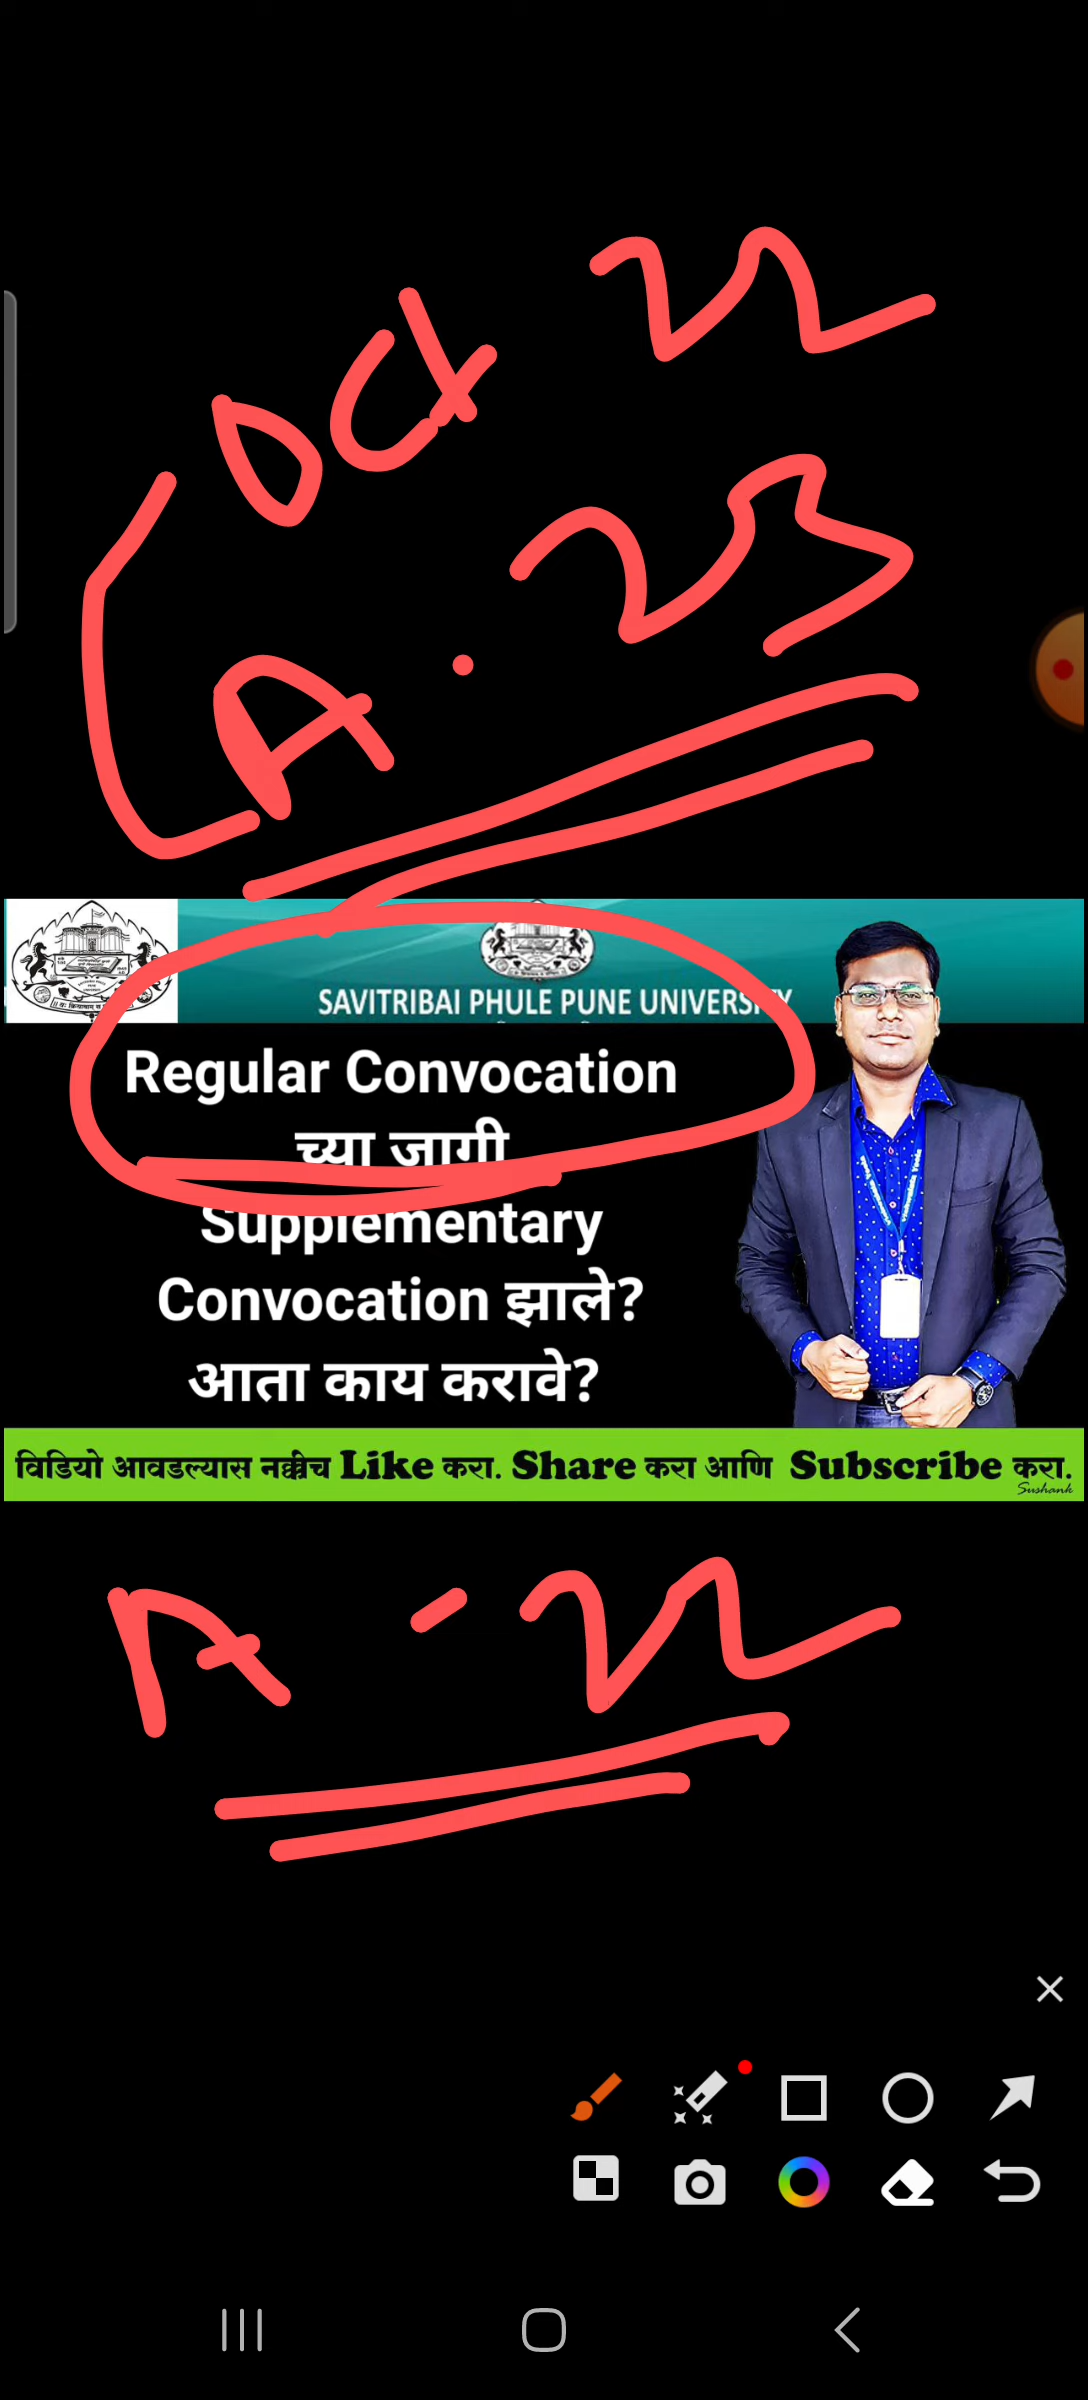 Oct 22
A. 23
SAVITRIBAI PHULE PUNE UNIVERSITY
Regular Convocation
च्या जागी
Supplementary
Convocation झाले?
आता काय करावे?
विडियो आवडल्यास नक्कीच Like करा. Share करा आणि Subscribe करा.
Sushank
A - 22